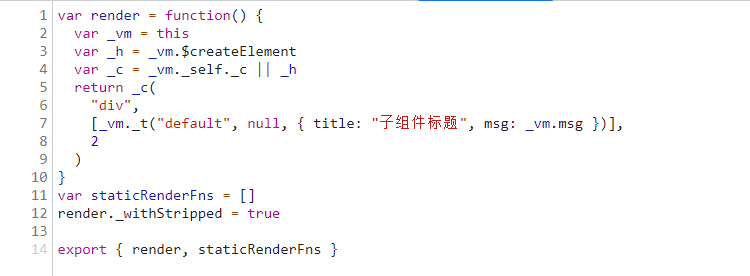 1 var render = function() {
2   var _vm = this
3   var _h = _vm.$createElement
4   var _c = _vm._self._c || _h
5   return _c(
6     "div",
7     [_vm._t("default", null, { title: "子组件标题", msg: _vm.msg })],
8     2
9   )
10 }
11 var staticRenderFns = []
12 render._withStripped = true
13
14 export { render, staticRenderFns }